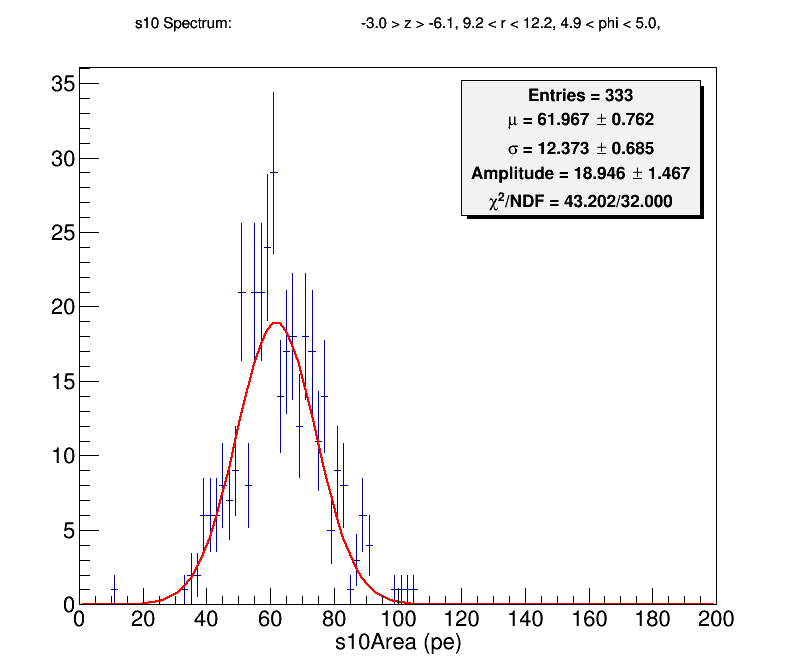 s10 Spectrum: -3.0 > z > -6.1, 9.2 < r < 12.2, 4.9 < phi < 5.0,
Entries = 333
μ = 61.967 ± 0.762
σ = 12.373 ± 0.685
Amplitude = 18.946 ± 1.467
χ²/NDF = 43.202/32.000
35
30
25
20
15
10
5
0
0 20 40 60 80 100 120 140 160 180 200
s10Area (pe)